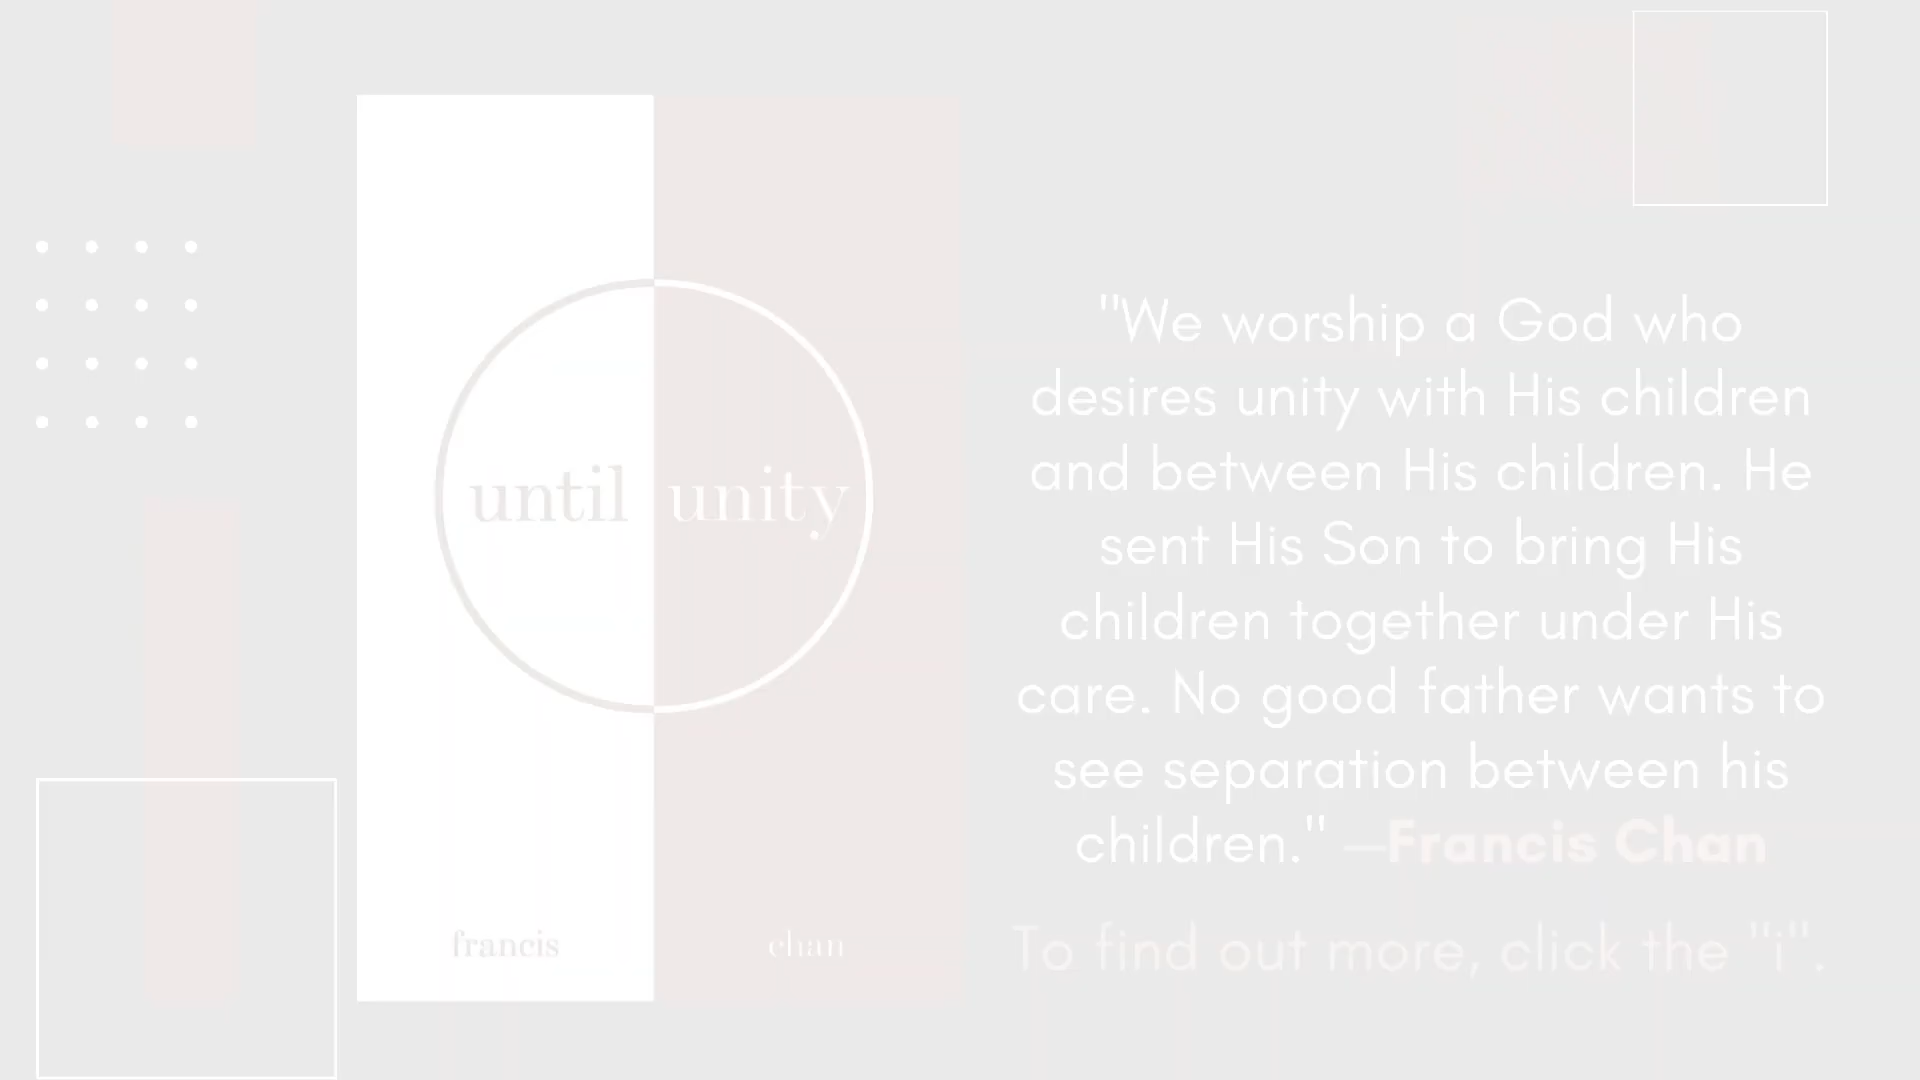 until unity
francis chan
"We worship a God who
desires unity with His children
and between His children. He
sent His Son to bring His
children together under His
care. No good father wants to
see separation between his
children." —Francis Chan
To find out more, click the "i".